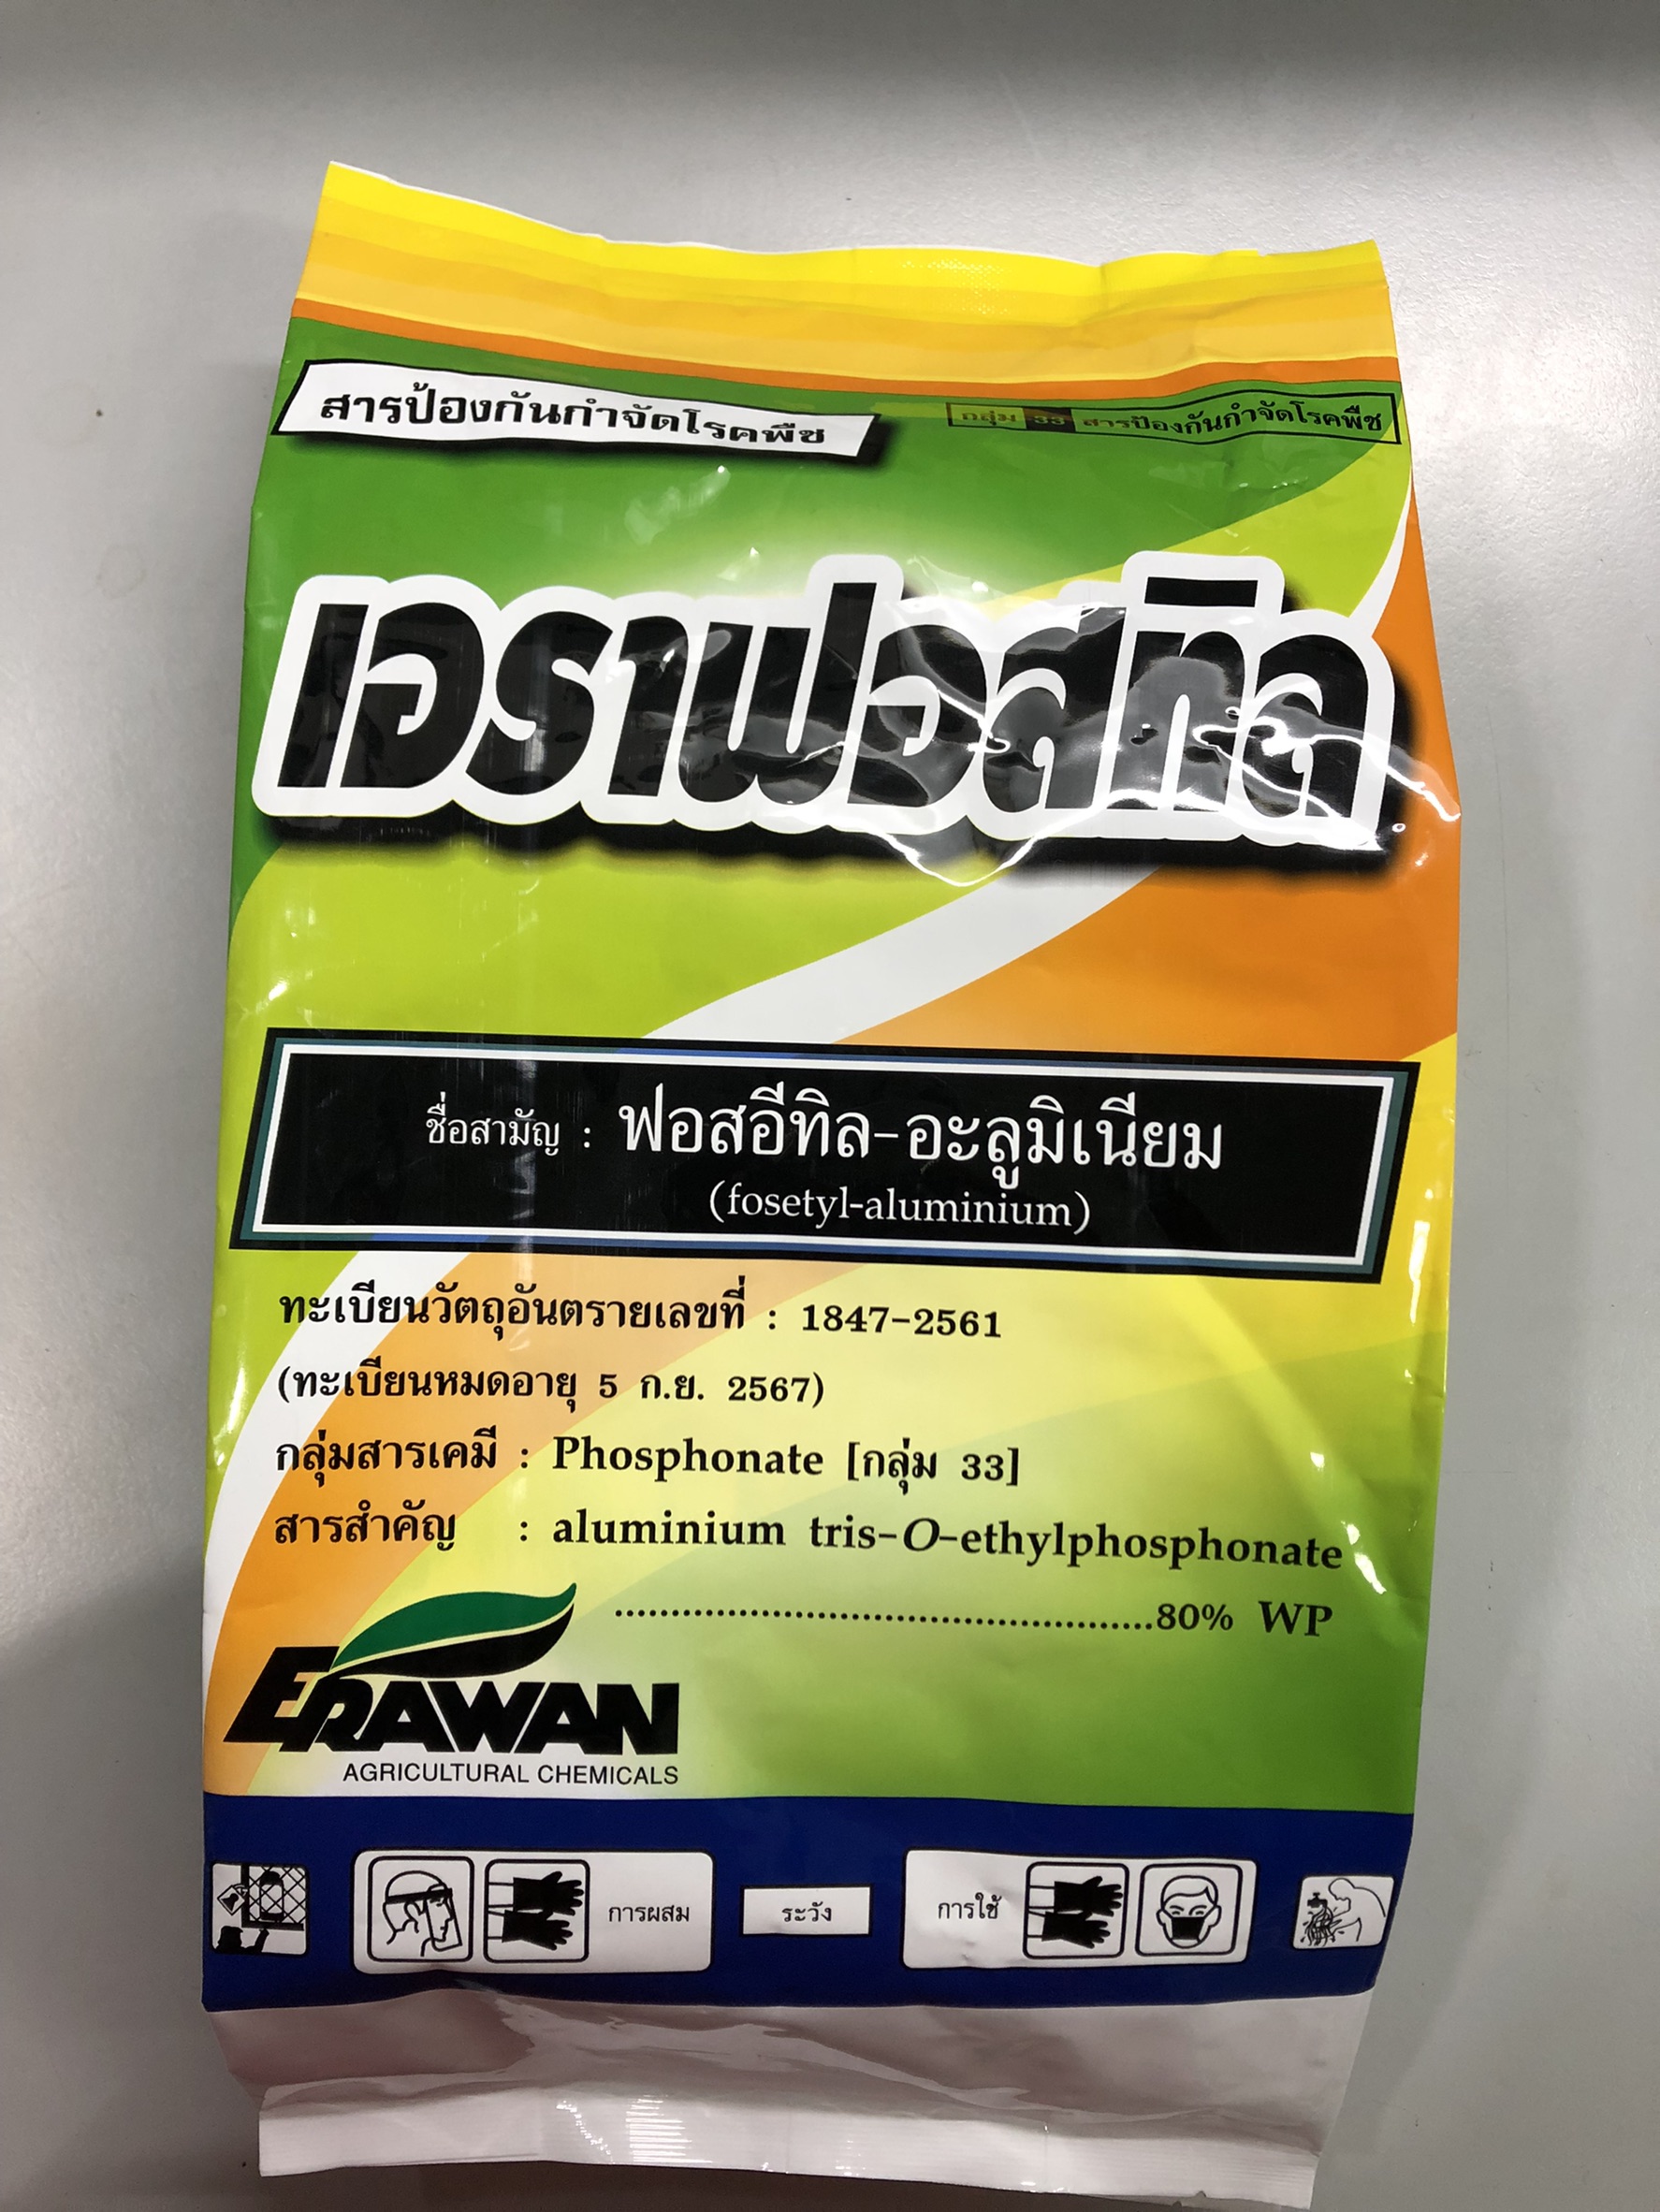 สารป้องกันกำจัดโรคพืช
กลุ่ม 33 สารป้องกันกำจัดโรคพืช
เอราฟอสทิล
ชื่อสามัญ : ฟอสอีทิล-อะลูมิเนียม
(fosetyl-aluminium)
ทะเบียนวัตถุอันตรายเลขที่ : 1847-2561
(ทะเบียนหมดอายุ 5 ก.ย. 2567)
กลุ่มสารเคมี : Phosphonate [กลุ่ม 33]
สารสำคัญ : aluminium tris-O-ethylphosphonate
................................................80% WP
ERAWAN
AGRICULTURAL CHEMICALS
การผสม ระวัง การใช้